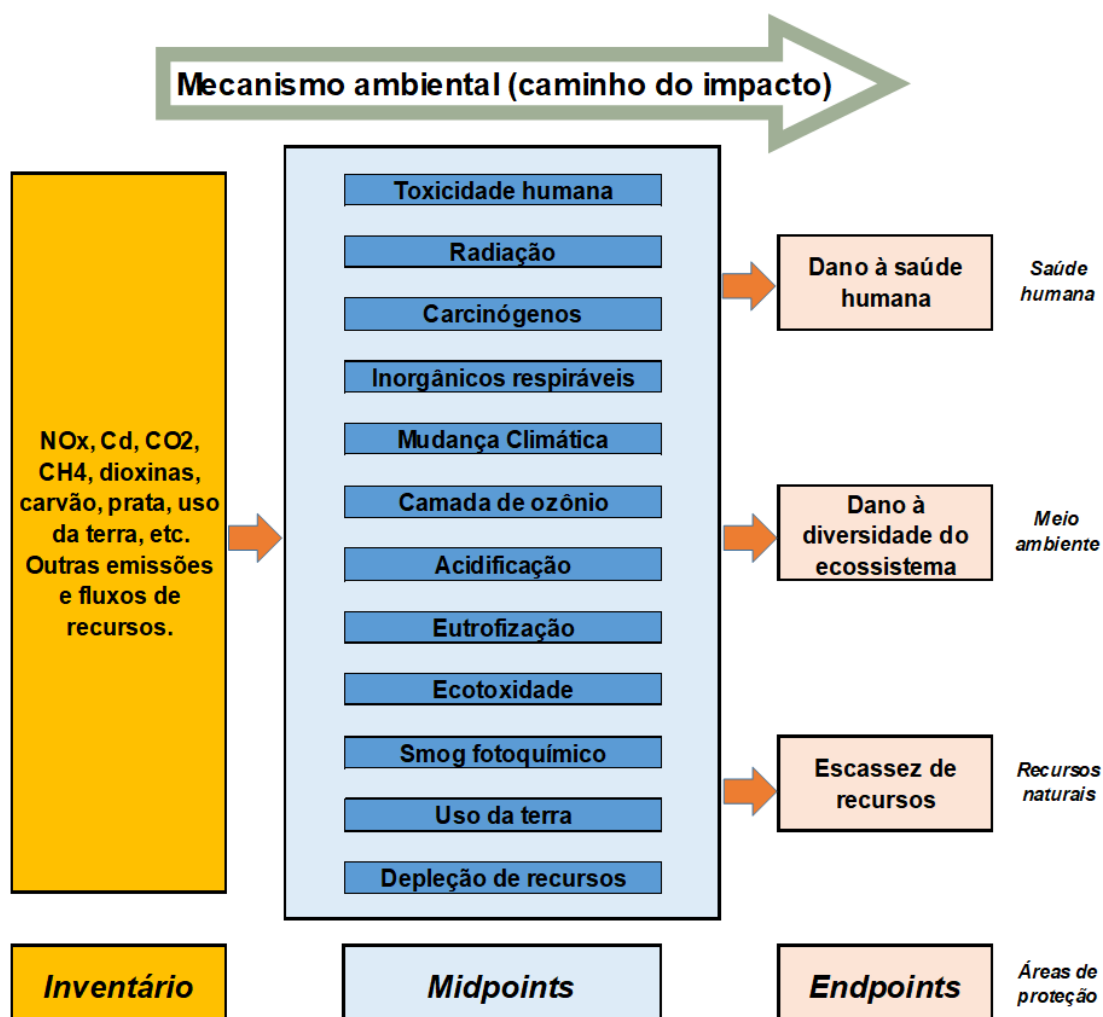 Mecanismo ambiental (caminho do impacto)
NOx, Cd, CO2,
CH4, dioxinas,
carvão, prata, uso
da terra, etc.
Outras emissões
e fluxos de
recursos.
Toxicidade humana
Radiação
Carcinógenos
Inorgânicos respiráveis
Mudança Climática
Camada de ozônio
Acidificação
Eutrofização
Ecotoxidade
Smog fotoquímico
Uso da terra
Depleção de recursos
Dano à saúde
humana
Saúde
humana
Dano à
diversidade do
ecossistema
Meio
ambiente
Escassez de
recursos
Recursos
naturais
Inventário
Midpoints
Endpoints
Áreas de
proteção